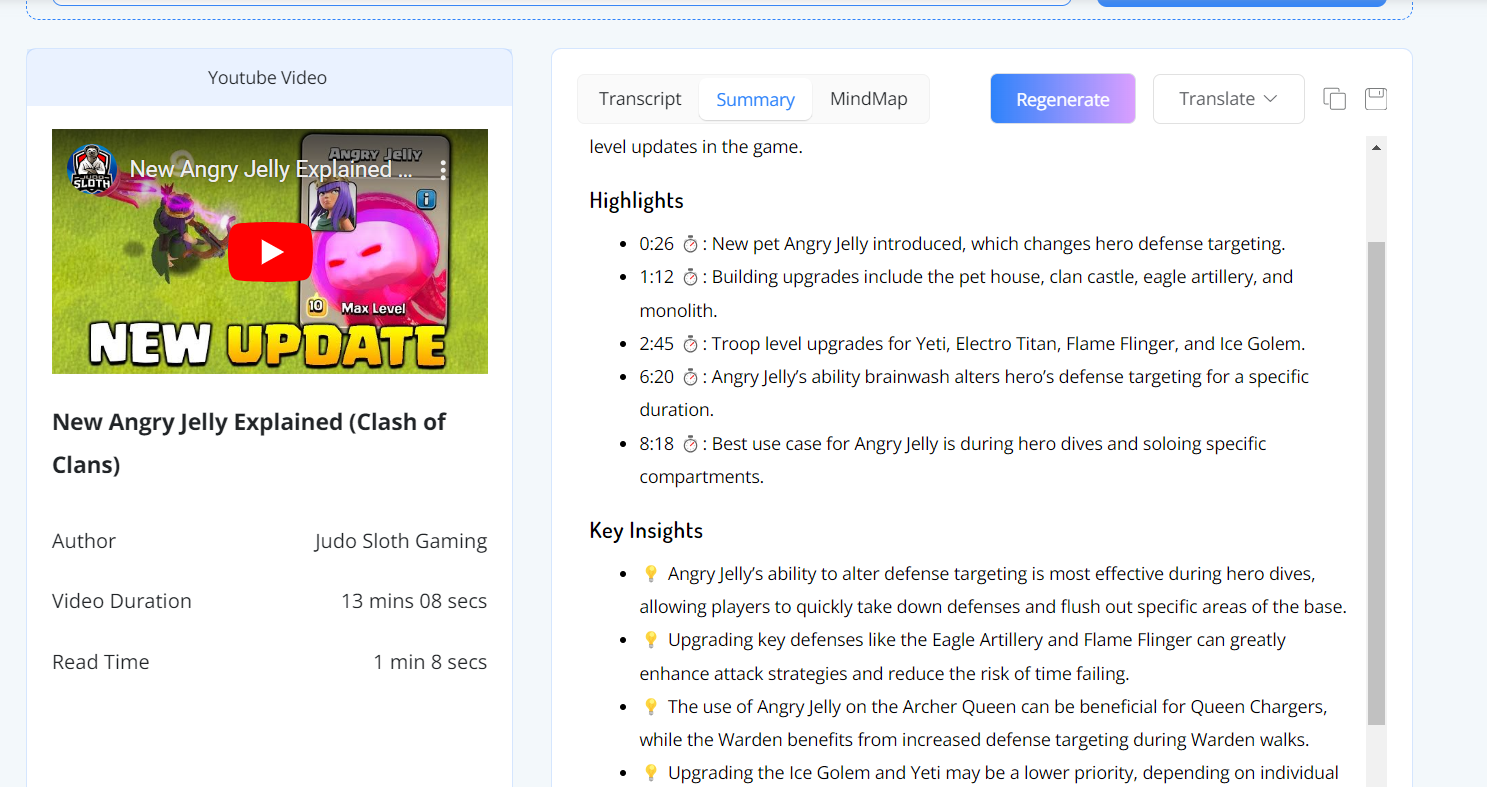 Youtube Video
JUDO
SLOTH
New Angry Jelly Explained ...
Angry Jelly
i
10
Max Level
NEW UPDATE
New Angry Jelly Explained (Clash of
Clans)
Author Judo Sloth Gaming
Video Duration 13 mins 08 secs
Read Time 1 min 8 secs
Transcript Summary MindMap Regenerate Translate
level updates in the game.
Highlights
• 0:26 ⏱: New pet Angry Jelly introduced, which changes hero defense targeting.
• 1:12 ⏱: Building upgrades include the pet house, clan castle, eagle artillery, and
monolith.
• 2:45 ⏱: Troop level upgrades for Yeti, Electro Titan, Flame Flinger, and Ice Golem.
• 6:20 ⏱: Angry Jelly’s ability brainwash alters hero’s defense targeting for a specific
duration.
• 8:18 ⏱: Best use case for Angry Jelly is during hero dives and soloing specific
compartments.
Key Insights
• 💡 Angry Jelly’s ability to alter defense targeting is most effective during hero dives,
allowing players to quickly take down defenses and flush out specific areas of the base.
• 💡 Upgrading key defenses like the Eagle Artillery and Flame Flinger can greatly
enhance attack strategies and reduce the risk of time failing.
• 💡 The use of Angry Jelly on the Archer Queen can be beneficial for Queen Chargers,
while the Warden benefits from increased defense targeting during Warden walks.
• 💡 Upgrading the Ice Golem and Yeti may be a lower priority, depending on individual